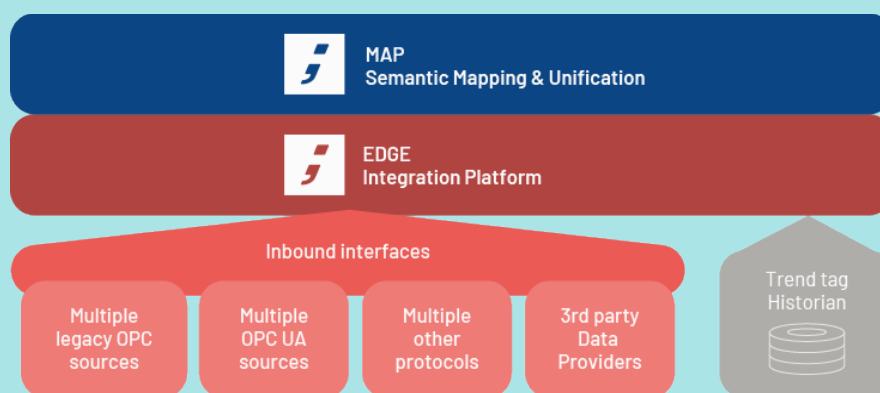 MAP
Semantic Mapping & Unification
EDGE
Integration Platform
Inbound interfaces
Multiple
legacy OPC
sources
Multiple
OPC UA
sources
Multiple
other
protocols
3rd party
Data
Providers
Trend tag
Historian